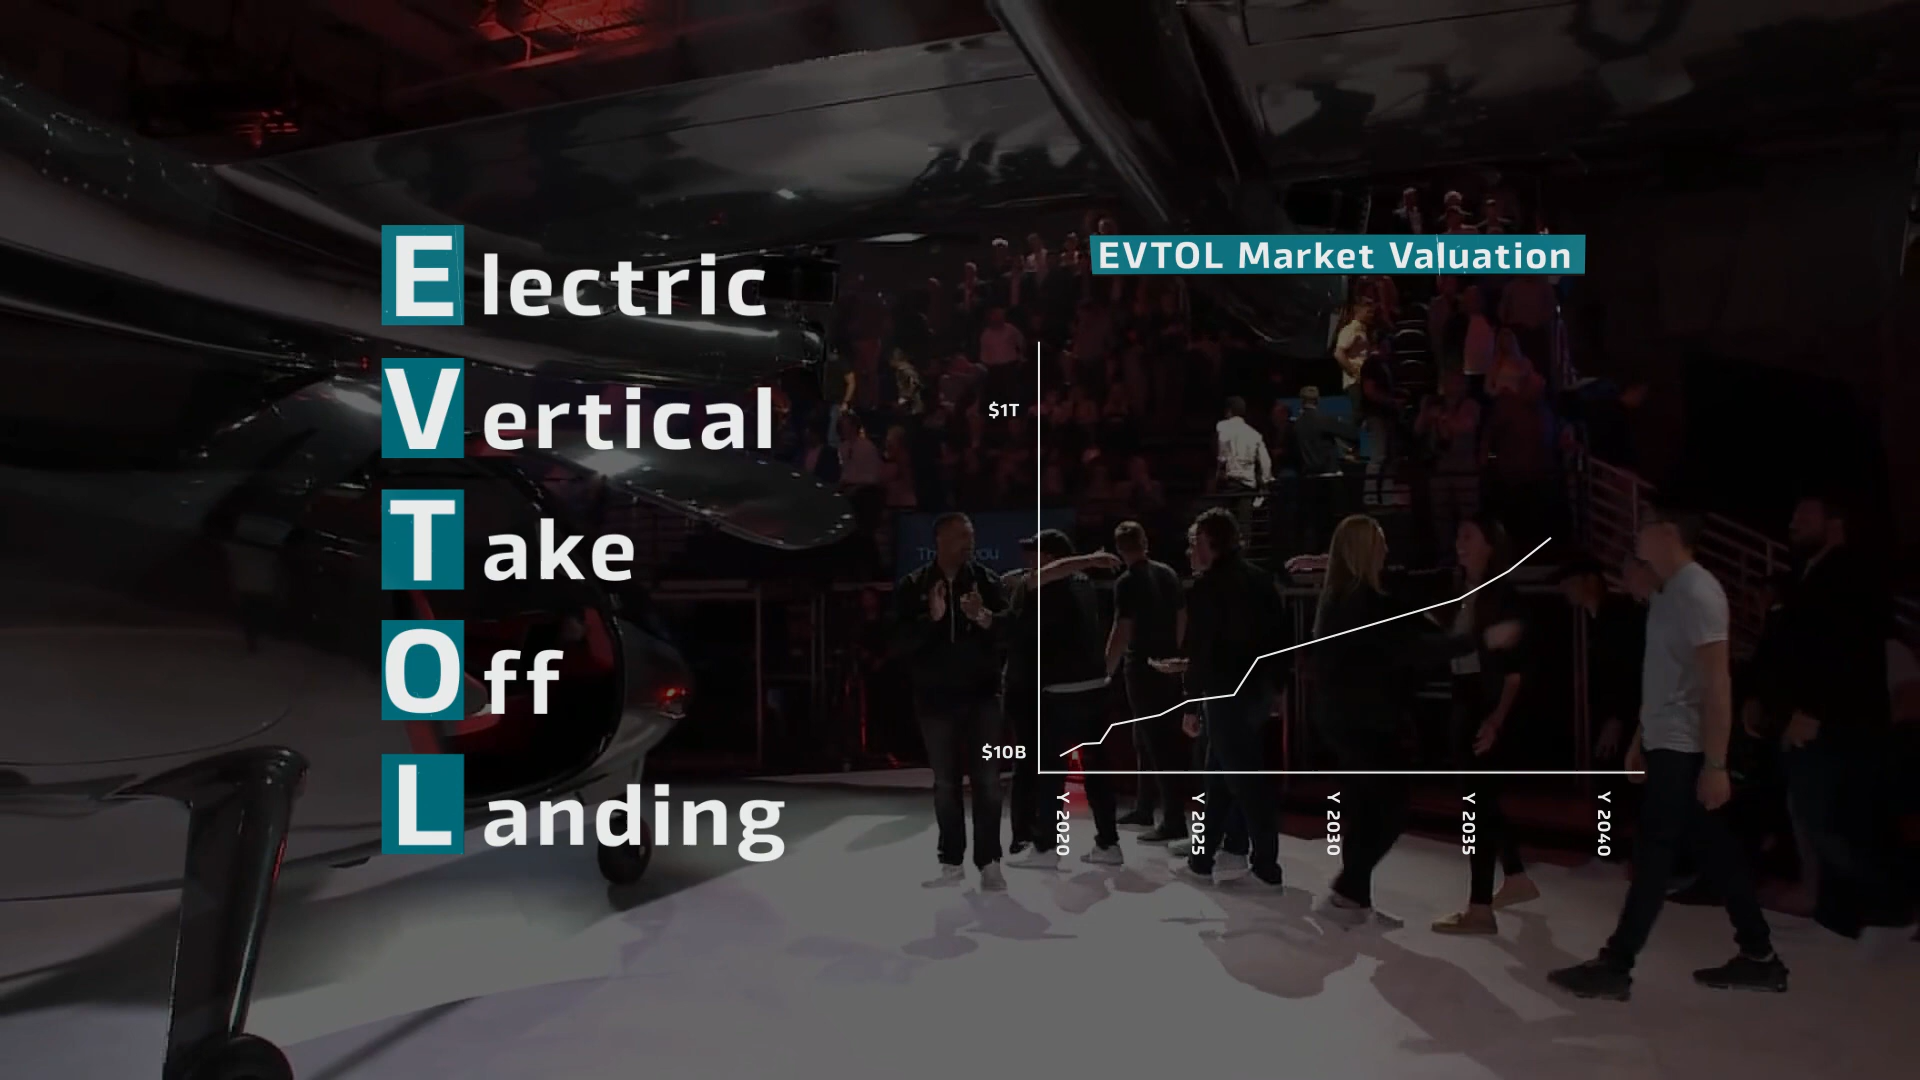 Electric
Vertical
Take
Off
Landing
EVTOL Market Valuation
$1T
$10B
Y 2020
Y 2025
Y 2030
Y 2035
Y 2040